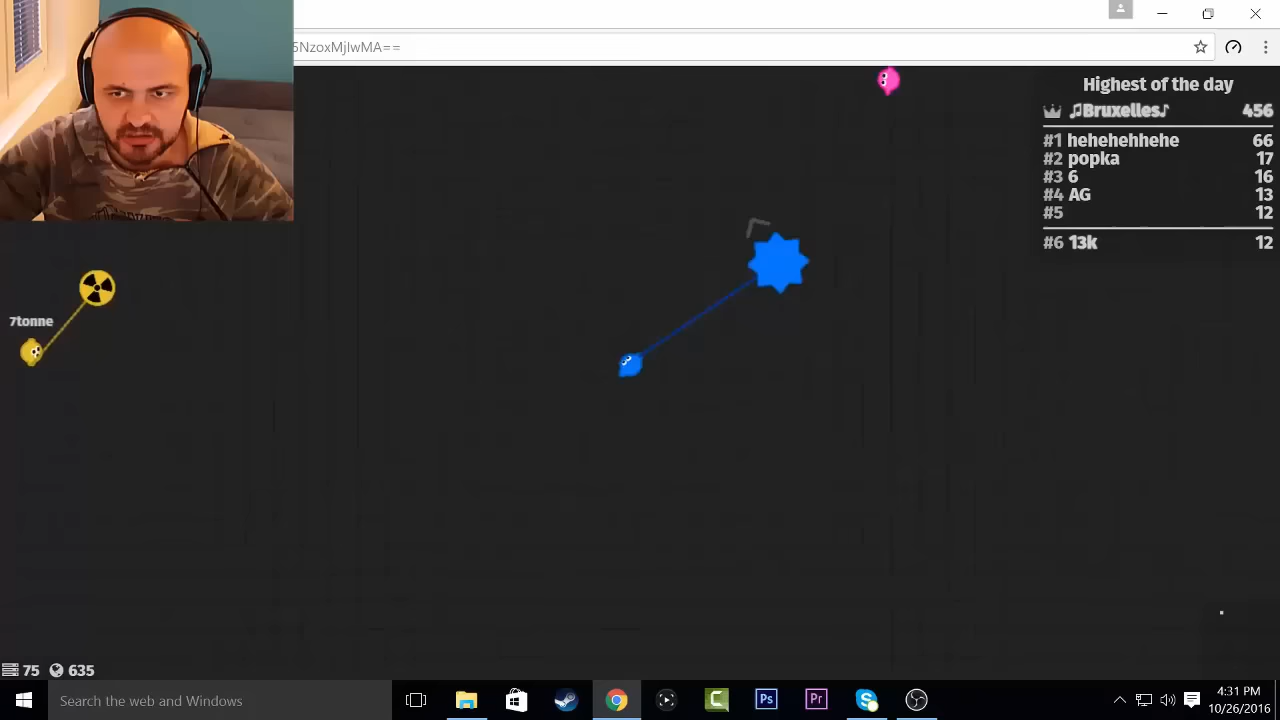 5NzoxMjIwMA==
Highest of the day
♫Bruxelles♪ 456
#1 hehehehhehe 66
#2 popka 17
#3 6 16
#4 AG 13
#5 12
#6 13k 12
7tonne
75 635
Search the web and Windows
Ps
Pr
4:31 PM
10/26/2016